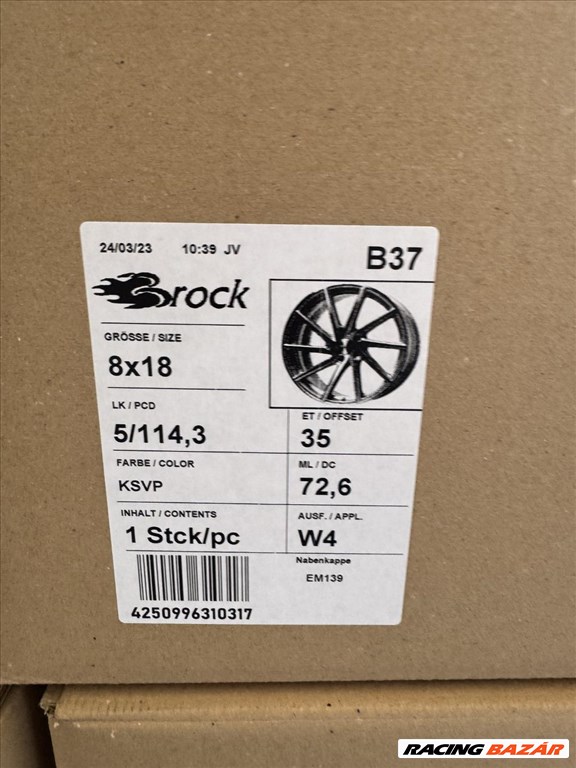 24/03/23 10:39 JV B37
Brock
GRÖSSE / SIZE
8x18
LK / PCD
5/114,3
ET / OFFSET
35
FARBE / COLOR
KSVP
ML / DC
72,6
INHALT / CONTENTS
1 Stck/pc
AUSF. / APPL.
W4
Nabenkappe
EM139
4250996310317
RACING BAZÁR